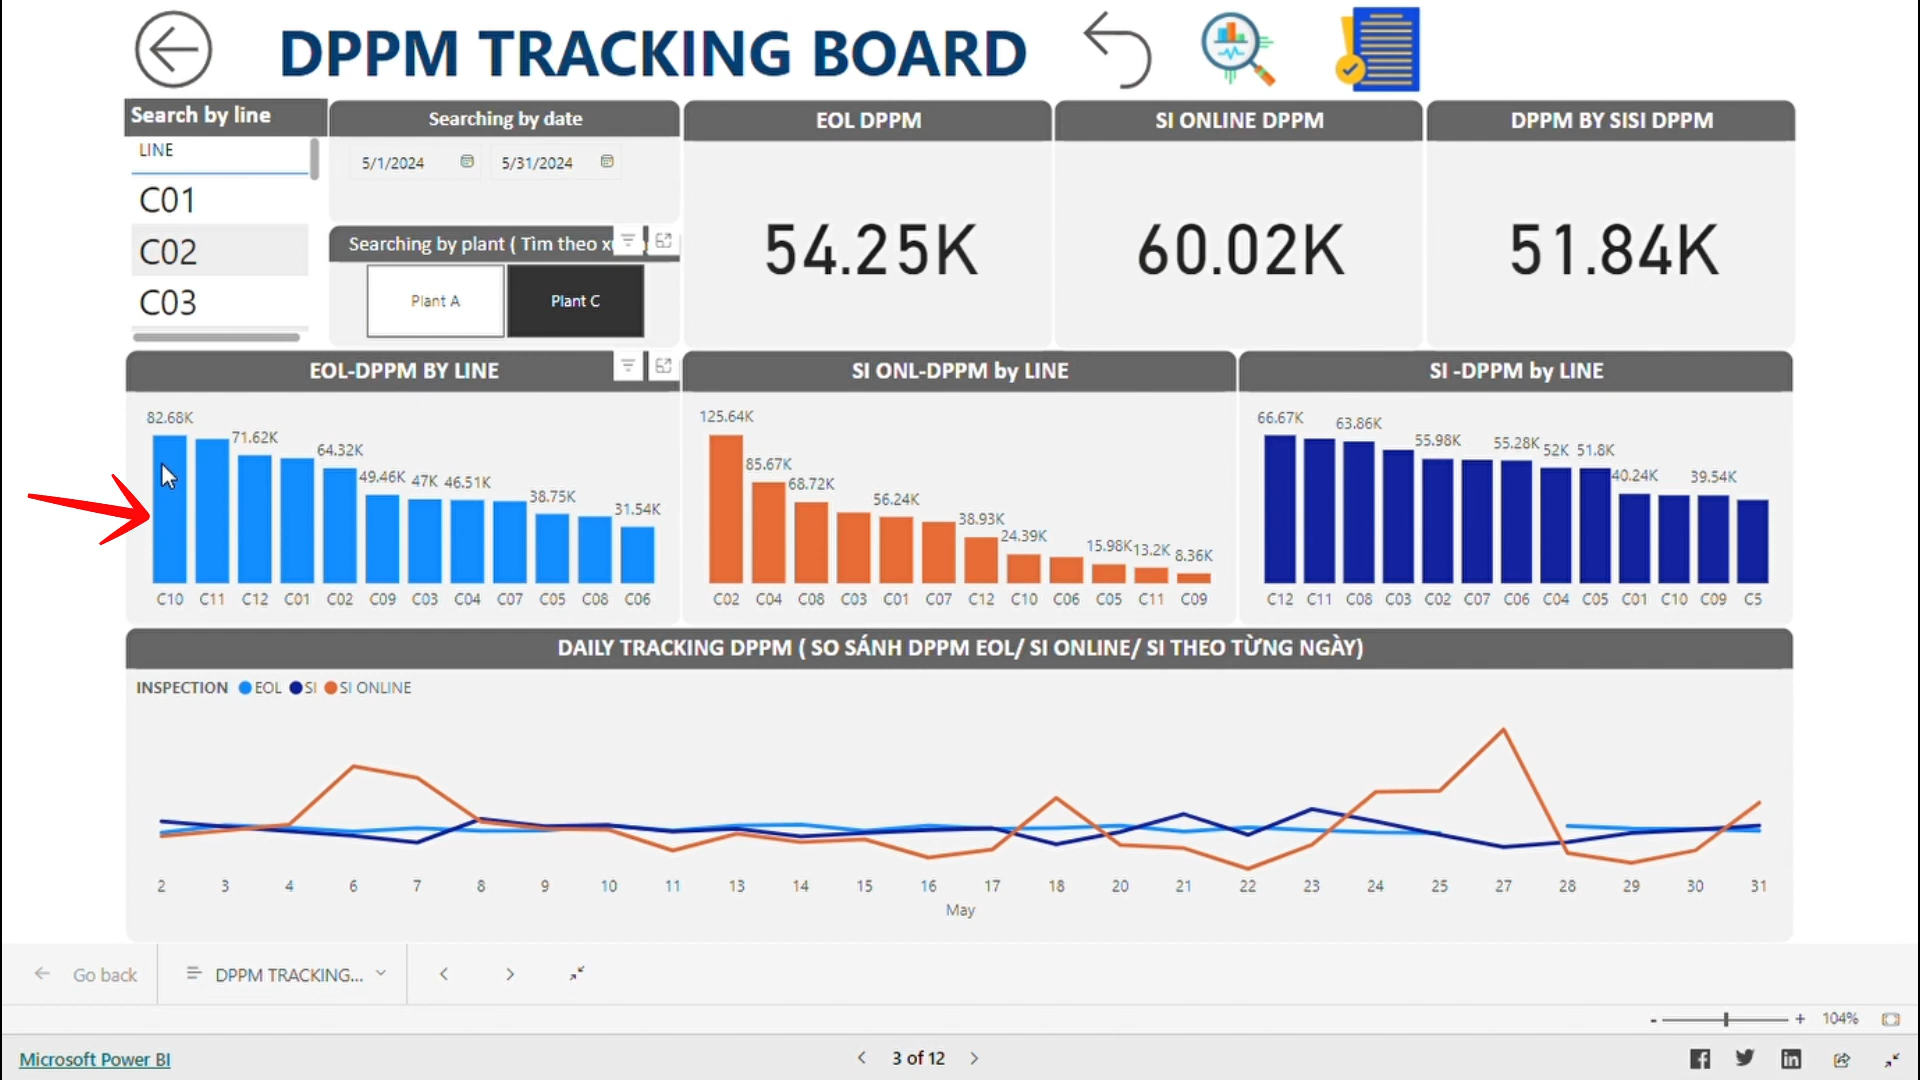 DPPM TRACKING BOARD
Search by line
LINE
C01
C02
C03
Searching by date
5/1/2024
5/31/2024
Searching by plant ( Tìm theo
Plant A
Plant C
EOL DPPM
54.25K
SI ONLINE DPPM
60.02K
DPPM BY SISI DPPM
51.84K
EOL-DPPM BY LINE
82.68K
71.62K
64.32K
49.46K
47K
46.51K
38.75K
31.54K
C10 C11 C12 C01 C02 C09 C03 C04 C07 C05 C08 C06
SI ONL-DPPM by LINE
125.64K
85.67K
68.72K
56.24K
38.93K
24.39K
15.98K
13.2K
8.36K
C02 C04 C08 C03 C01 C07 C12 C10 C06 C05 C11 C09
SI -DPPM by LINE
66.67K
63.86K
55.98K
55.28K
52K
51.8K
40.24K
39.54K
C12 C11 C08 C03 C02 C07 C06 C04 C05 C01 C10 C09 C5
DAILY TRACKING DPPM ( SO SÁNH DPPM EOL/ SI ONLINE/ SI THEO TỪNG NGÀY)
INSPECTION EOL SI SI ONLINE
2 3 4 6 7 8 9 10 11 13 14 15 16 17 18 20 21 22 23 24 25 27 28 29 30 31
May
Go back
DPPM TRACKING...
- + 104%
Microsoft Power BI
3 of 12